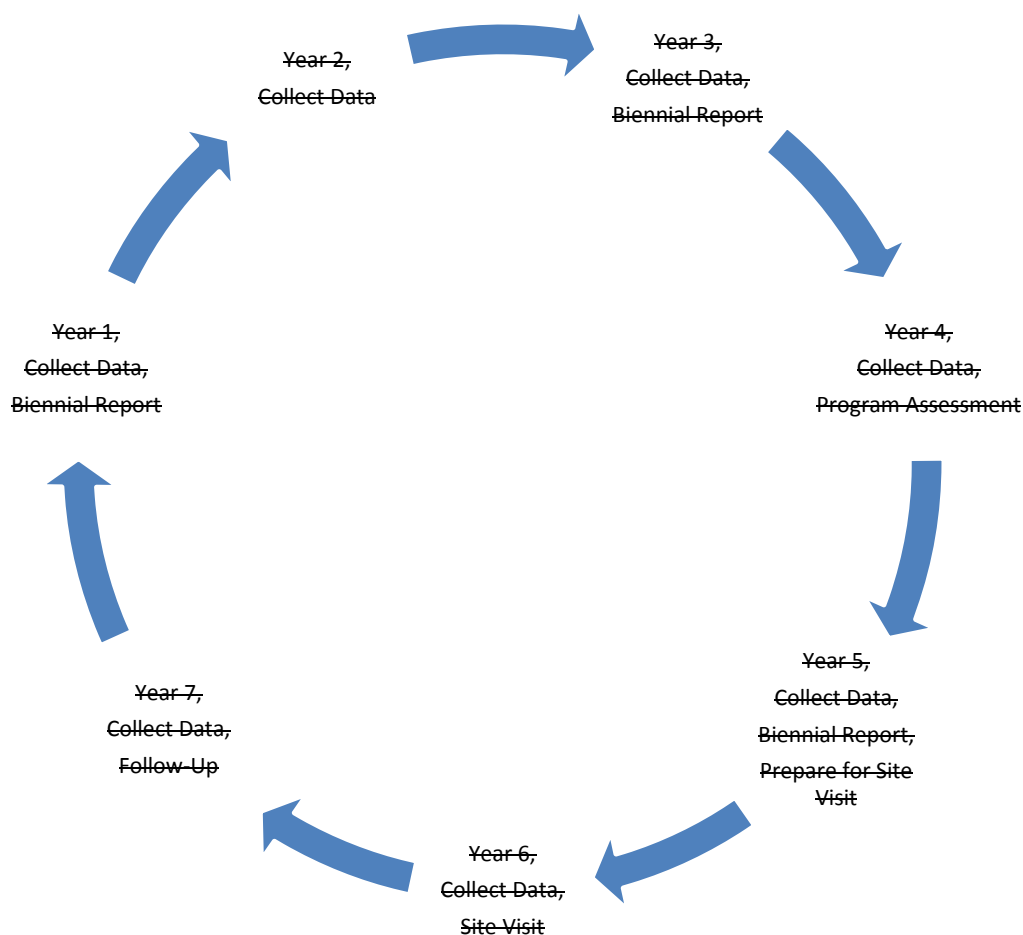 Year 1,
Collect Data,
Biennial Report
Year 2,
Collect Data
Year 3,
Collect Data,
Biennial Report
Year 4,
Collect Data,
Program Assessment
Year 5,
Collect Data,
Biennial Report,
Prepare for Site
Visit
Year 6,
Collect Data,
Site Visit
Year 7,
Collect Data,
Follow-Up